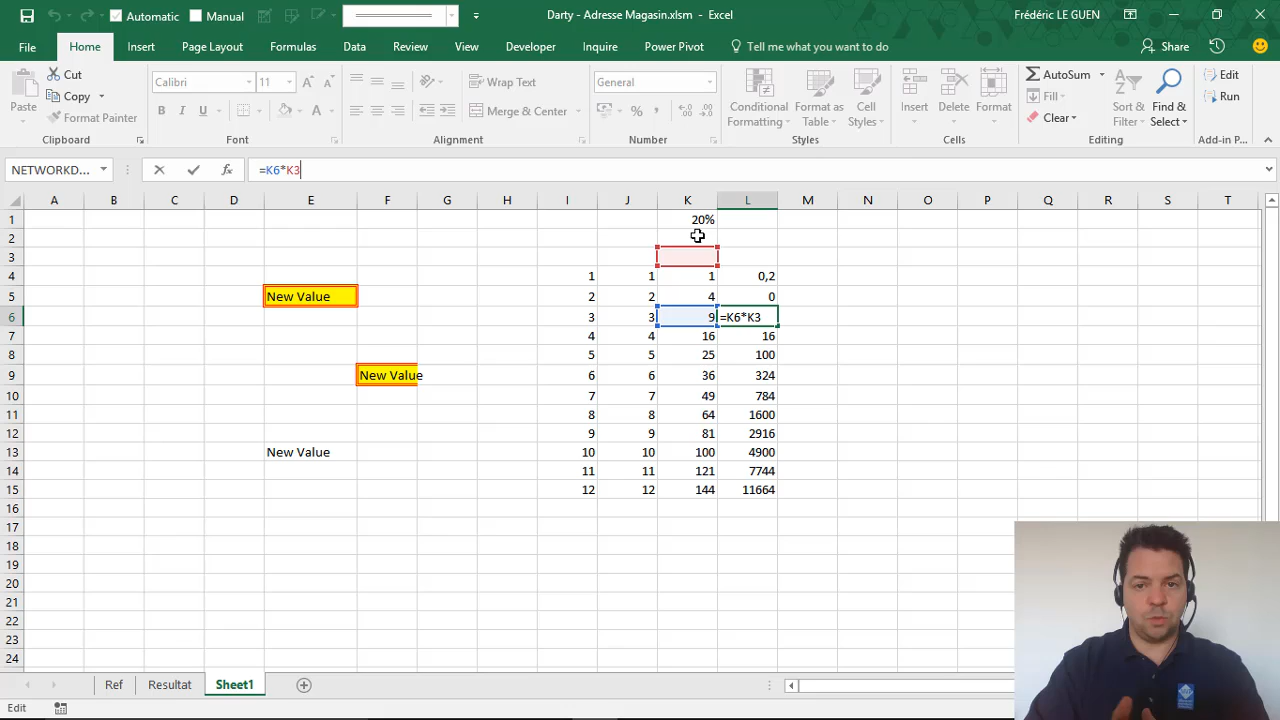 Automatic Manual Darty - Adresse Magasin.xlsm - Excel Frédéric LE GUEN
File Home Insert Page Layout Formulas Data Review View Developer Inquire Power Pivot Tell me what you want to do Share
Paste Cut Copy Format Painter
Clipboard
Calibri 11 A A
B I U A
Font
Wrap Text
Merge & Center
Alignment
General
%
Number
Conditional Formatting Format as Table Cell Styles
Styles
Insert Delete Format
Cells
AutoSum Fill Clear Sort & Filter Find & Select
Editing
Edit Run
Add-in P...
NETWORKD... fx =K6*K3
A B C D E F G H I J K L M N O P Q R S T
1 20%
2
3
4 1 1 1 0,2
5 New Value 2 2 4 0
6 3 3 9 =K6*K3
7 4 4 16 16
8 5 5 25 100
9 New Value 6 6 36 324
10 7 7 49 784
11 8 8 64 1600
12 9 9 81 2916
13 New Value 10 10 100 4900
14 11 11 121 7744
15 12 12 144 11664
16
17
18
19
20
21
22
23
24
Ref Resultat Sheet1
Edit